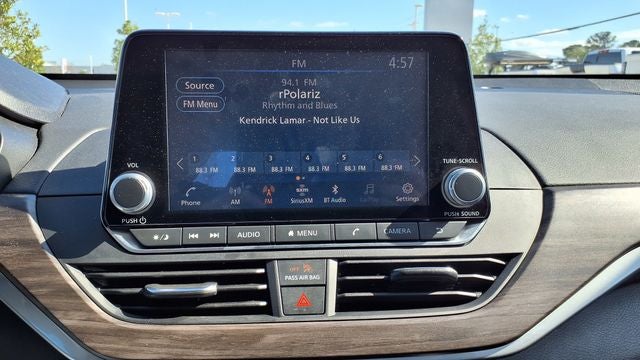 FM 4:57
Source
FM Menu
94.1 FM
rPolariz
Rhythm and Blues
Kendrick Lamar - Not Like Us
1 2 3 4 5 6
88.3 FM 88.3 FM 88.3 FM 88.3 FM 88.3 FM 88.3 FM
Phone AM FM SiriusXM BT Audio CarPlay Settings
sxm
VOL
TUNE·SCROLL
PUSH
PUSH SOUND
AUDIO MENU CAMERA
OFF
PASS AIR BAG